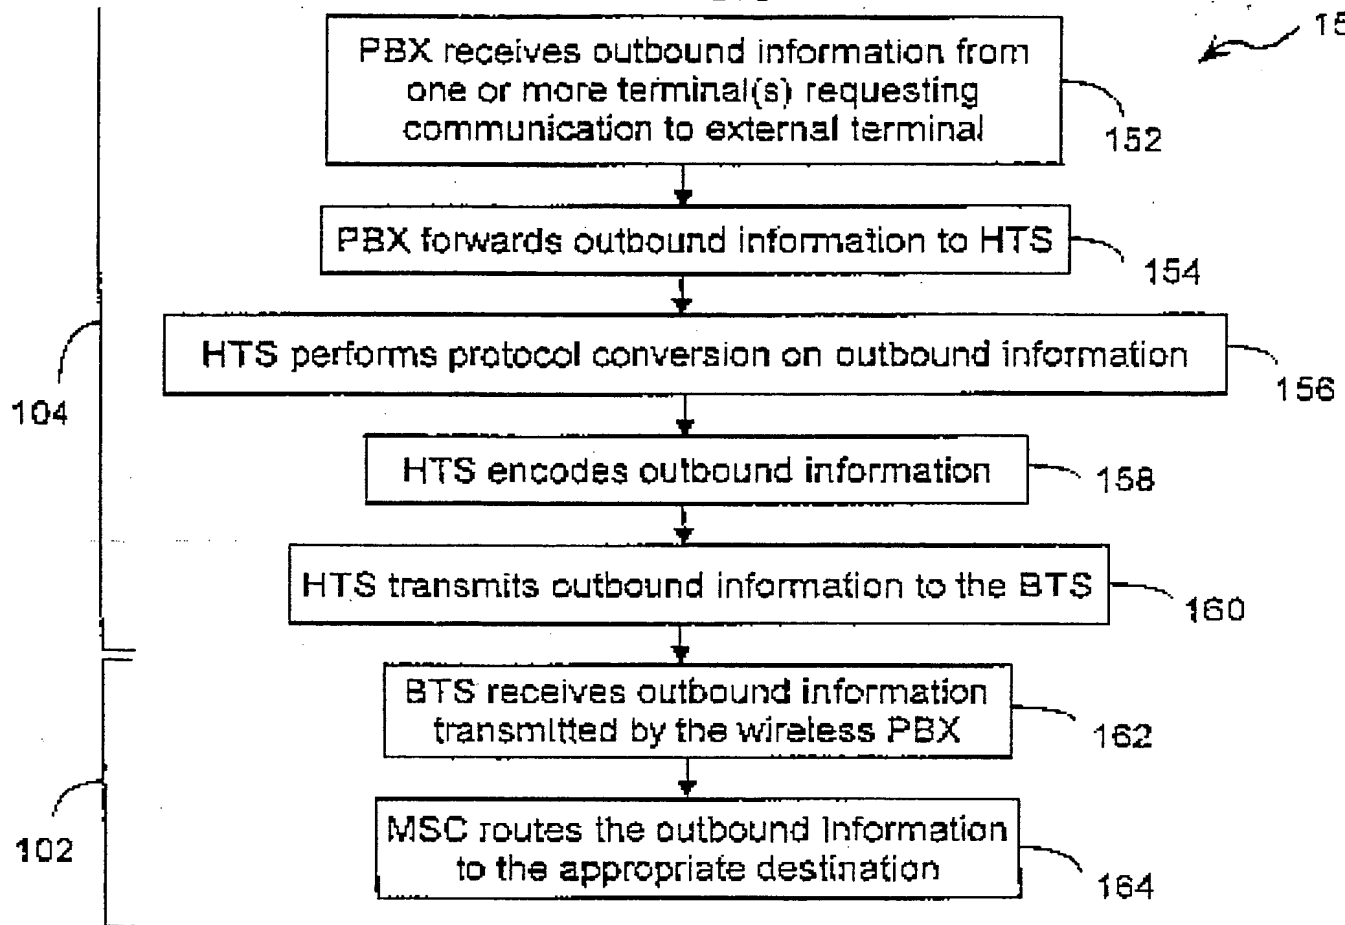 PBX receives outbound information from
one or more terminal(s) requesting
communication to external terminal
152
PBX forwards outbound information to HTS
154
HTS performs protocol conversion on outbound information
156
104
HTS encodes outbound information
158
HTS transmits outbound information to the BTS
160
BTS receives outbound information
transmitted by the wireless PBX
162
102
MSC routes the outbound Information
to the appropriate destination
164